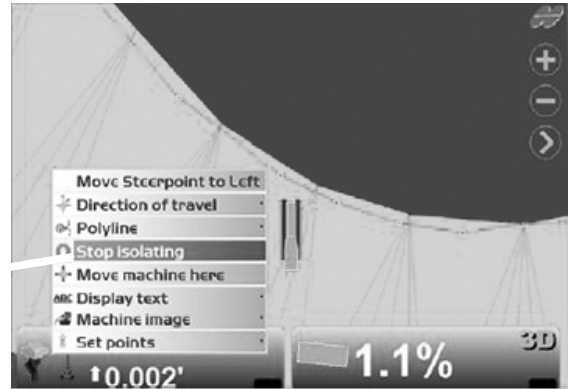 Move Steerpoint to Left
Direction of travel
Polyline
Stop isolating
Move machine here
ABC Display text
Machine image
Set points
0.002'
1.1%
3D